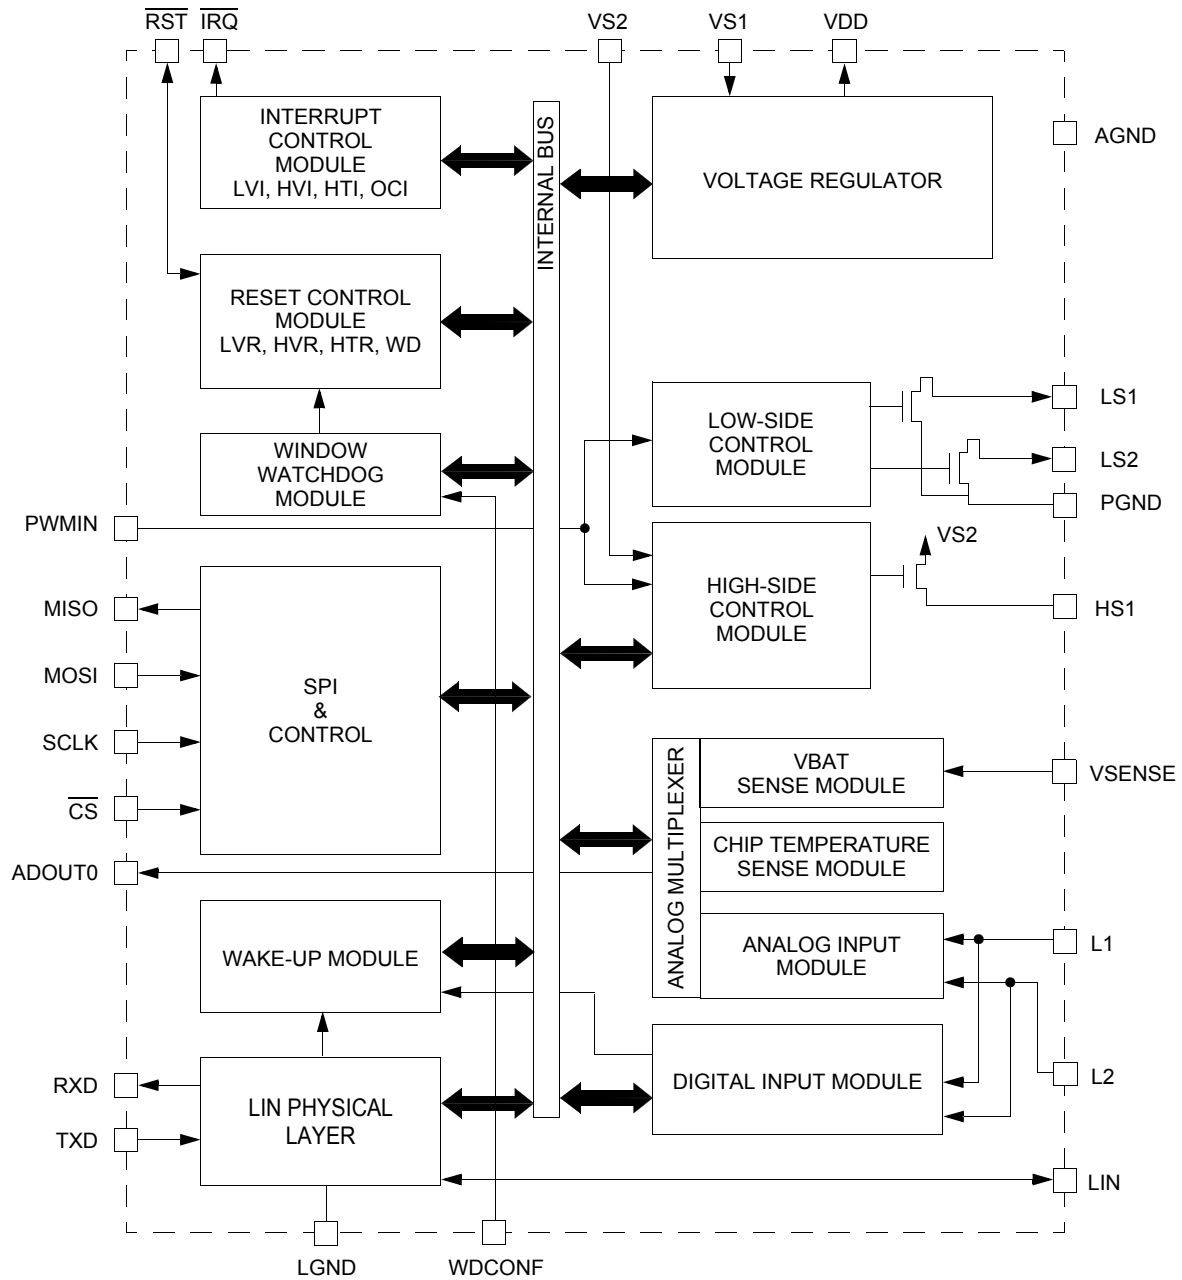 RST IRQ VS2 VS1 VDD
INTERRUPT
CONTROL
MODULE
LVI, HVI, HTI, OCI
INTERNAL BUS
VOLTAGE REGULATOR
AGND
RESET CONTROL
MODULE
LVR, HVR, HTR, WD
WINDOW
WATCHDOG
MODULE
LOW-SIDE
CONTROL
MODULE
LS1
LS2
PGND
PWMIN
VS2
HIGH-SIDE
CONTROL
MODULE
HS1
MISO
MOSI
SCLK
CS
SPI
&
CONTROL
ANALOG MULTIPLEXER
VBAT
SENSE MODULE
VSENSE
CHIP TEMPERATURE
SENSE MODULE
ADOUT0
WAKE-UP MODULE
ANALOG INPUT
MODULE
L1
L2
DIGITAL INPUT MODULE
RXD
TXD
LIN PHYSICAL
LAYER
LIN
LGND WDCONF